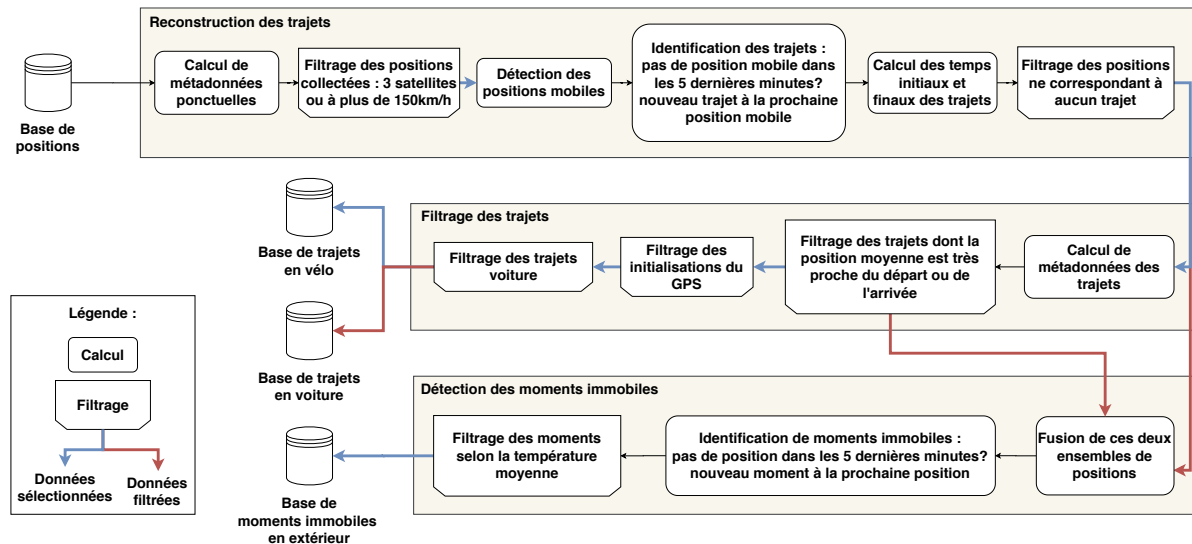 Reconstruction des trajets
Base de
positions
Calcul de
métadonnées
ponctuelles
Filtrage des positions
collectées : 3 satellites
ou à plus de 150km/h
Détection des
positions mobiles
Identification des trajets :
pas de position mobile dans
les 5 dernières minutes?
nouveau trajet à la prochaine
position mobile
Calcul des temps
initiaux et
finaux des trajets
Filtrage des positions
ne correspondant à
aucun trajet
Filtrage des trajets
Calcul de
métadonnées des
trajets
Filtrage des trajets dont la
position moyenne est très
proche du départ ou de
l'arrivée
Filtrage des
initialisations du
GPS
Filtrage des trajets
voiture
Base de trajets
en vélo
Base de trajets
en voiture
Détection des moments immobiles
Fusion de ces deux
ensembles de
positions
Identification de moments immobiles :
pas de position dans les 5 dernières minutes?
nouveau moment à la prochaine position
Filtrage des moments
selon la température
moyenne
Base de
moments immobiles
en extérieur
Légende :
Calcul
Filtrage
Données
sélectionnées
Données
filtrées